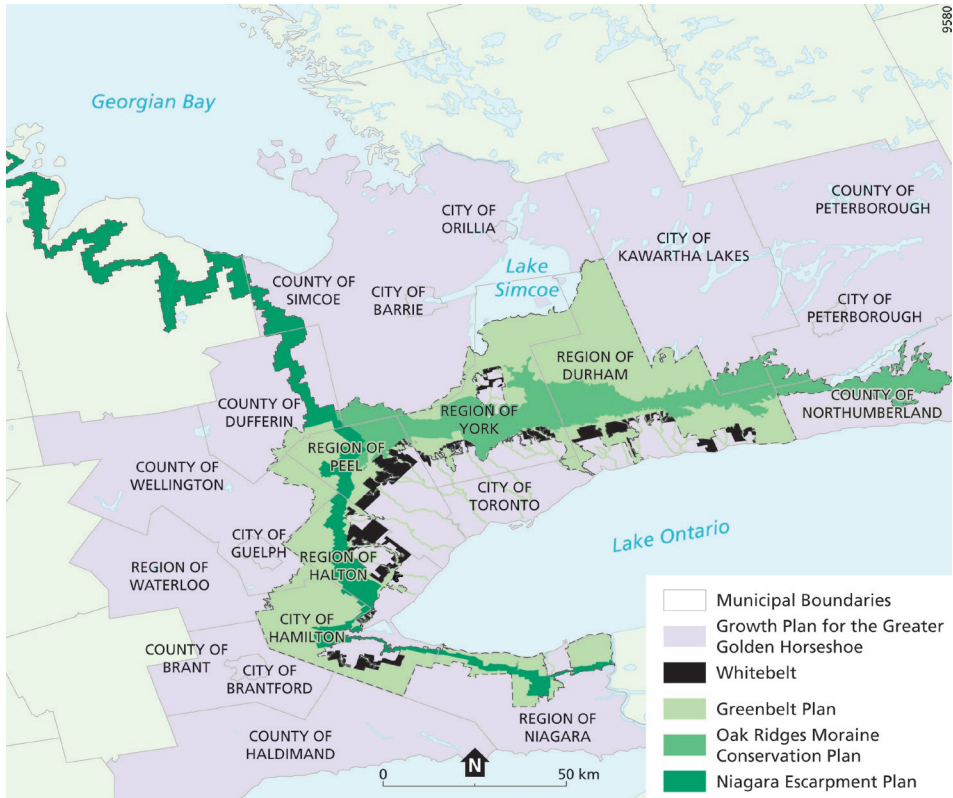 9580
Georgian Bay
COUNTY OF
PETERBOROUGH
CITY OF
ORILLIA
CITY OF
KAWARTHA LAKES
Lake
Simcoe
COUNTY OF
SIMCOE
CITY OF
BARRIE
CITY OF
PETERBOROUGH
REGION OF
DURHAM
COUNTY OF
NORTHUMBERLAND
COUNTY OF
DUFFERIN
REGION OF
YORK
REGION OF
PEEL
COUNTY OF
WELLINGTON
CITY OF
TORONTO
CITY OF
GUELPH
Lake Ontario
REGION OF
HALTON
REGION OF
WATERLOO
CITY OF
HAMILTON
COUNTY OF
BRANT
CITY OF
BRANTFORD
REGION OF
NIAGARA
COUNTY OF
HALDIMAND
N
0 50 km
Municipal Boundaries
Growth Plan for the Greater
Golden Horseshoe
Whitebelt
Greenbelt Plan
Oak Ridges Moraine
Conservation Plan
Niagara Escarpment Plan